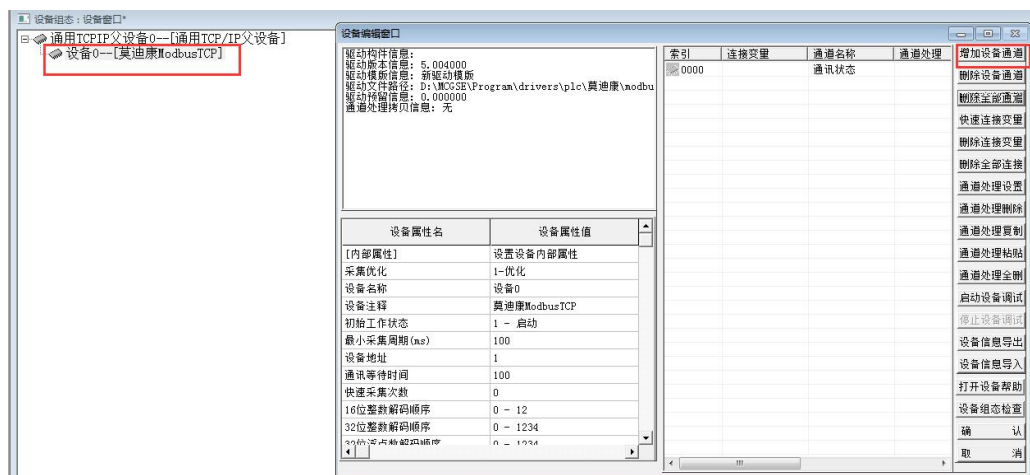 设备组态：设备窗口*
通用TCPIP父设备0--[通用TCP/IP父设备]
设备0--[莫迪康ModbusTCP]
设备编辑窗口
驱动构件信息：
驱动版本信息：5.004000
驱动模版信息：新驱动模版
驱动文件路径：D:\MCGSE\Program\drivers\plc\莫迪康\modbu
驱动预留信息：0.000000
通道处理拷贝信息：无
索引 连接变量 通道名称 通道处理
0000 通讯状态
设备属性名 设备属性值
[内部属性] 设置设备内部属性
采集优化 1-优化
设备名称 设备0
设备注释 莫迪康ModbusTCP
初始工作状态 1 - 启动
最小采集周期(ms) 100
设备地址 1
通讯等待时间 100
快速采集次数 0
16位整数解码顺序 0 - 12
32位整数解码顺序 0 - 1234
32位浮点数解码顺序 0 - 1234
增加设备通道
删除设备通道
删除全部通道
快速连接变量
删除连接变量
删除全部连接
通道处理设置
通道处理删除
通道处理复制
通道处理粘贴
通道处理全删
启动设备调试
停止设备调试
设备信息导出
设备信息导入
打开设备帮助
设备组态检查
确 认
取 消